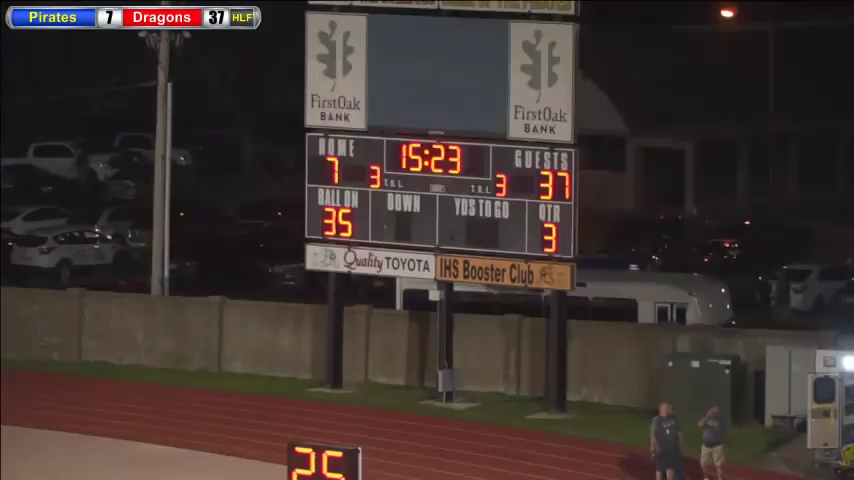 Pirates 7 Dragons 37 HLF
FirstOak
BANK
FirstOak
BANK
HOME 15:23 GUESTS
7 3 T.O.L. T.O.L. 3 37
BALL ON DOWN YDS TO GO QTR
35 3
Quality TOYOTA IHS Booster Club
25